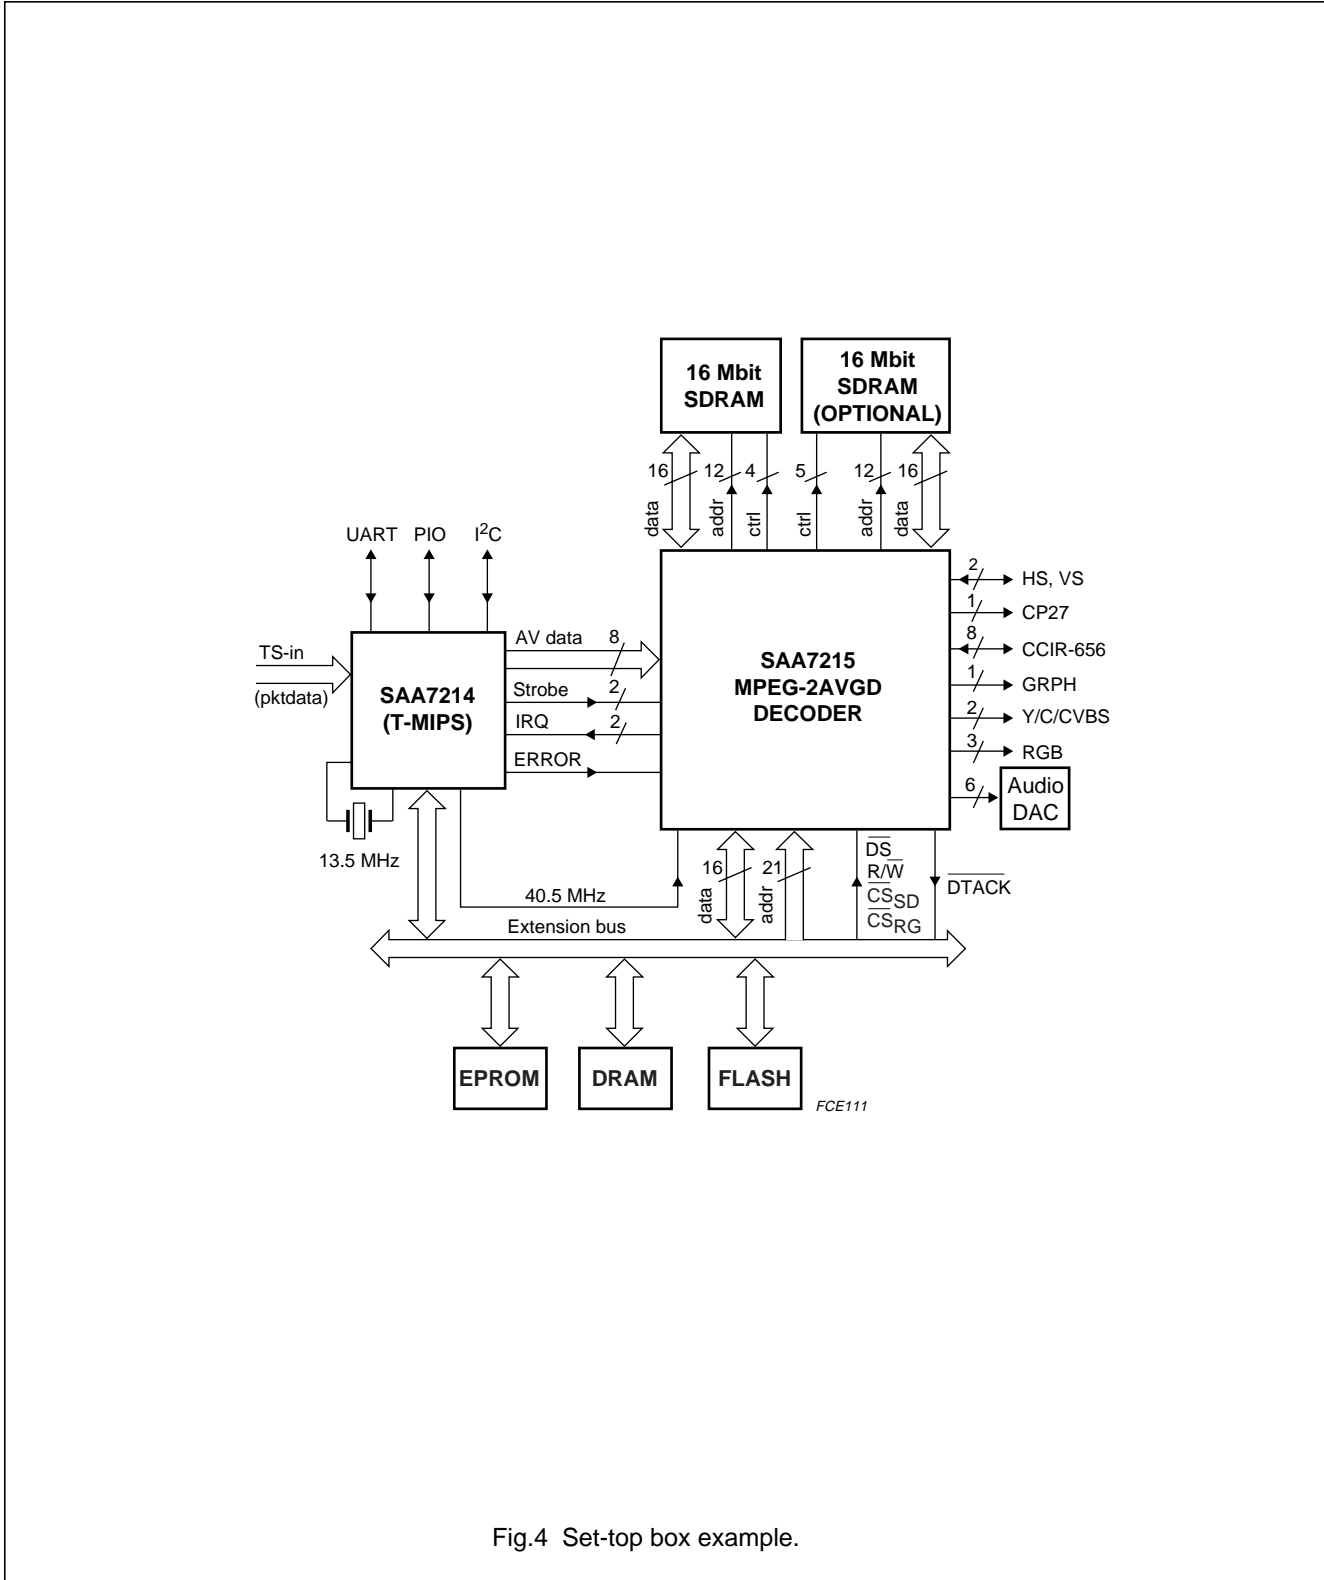 16 Mbit
SDRAM
16 Mbit
SDRAM
(OPTIONAL)
16
12
4
5
12
16
data
addr
ctrl
ctrl
addr
data
UART
PIO
I²C
TS-in
(pktdata)
SAA7214
(T-MIPS)
13.5 MHz
AV data
8
Strobe
2
IRQ
2
ERROR
SAA7215
MPEG-2AVGD
DECODER
2
HS, VS
1
CP27
8
CCIR-656
1
GRPH
2
Y/C/CVBS
3
RGB
6
Audio
DAC
40.5 MHz
16
data
21
addr
D̅S̅
R/W̅
C̅S̅SD
C̅S̅RG
D̅T̅A̅C̅K̅
Extension bus
EPROM
DRAM
FLASH
FCE111
Fig.4 Set-top box example.